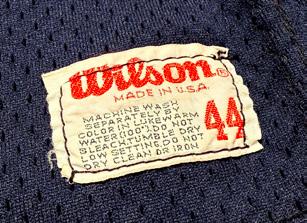 Wilson®
MADE IN U.S.A.
MACHINE WASH
SEPARATELY BY
COLOR IN LUKEWARM
WATER (100°). DO NOT
BLEACH, TUMBLE DRY
LOW SETTING, DO NOT
DRY CLEAN OR IRON
44